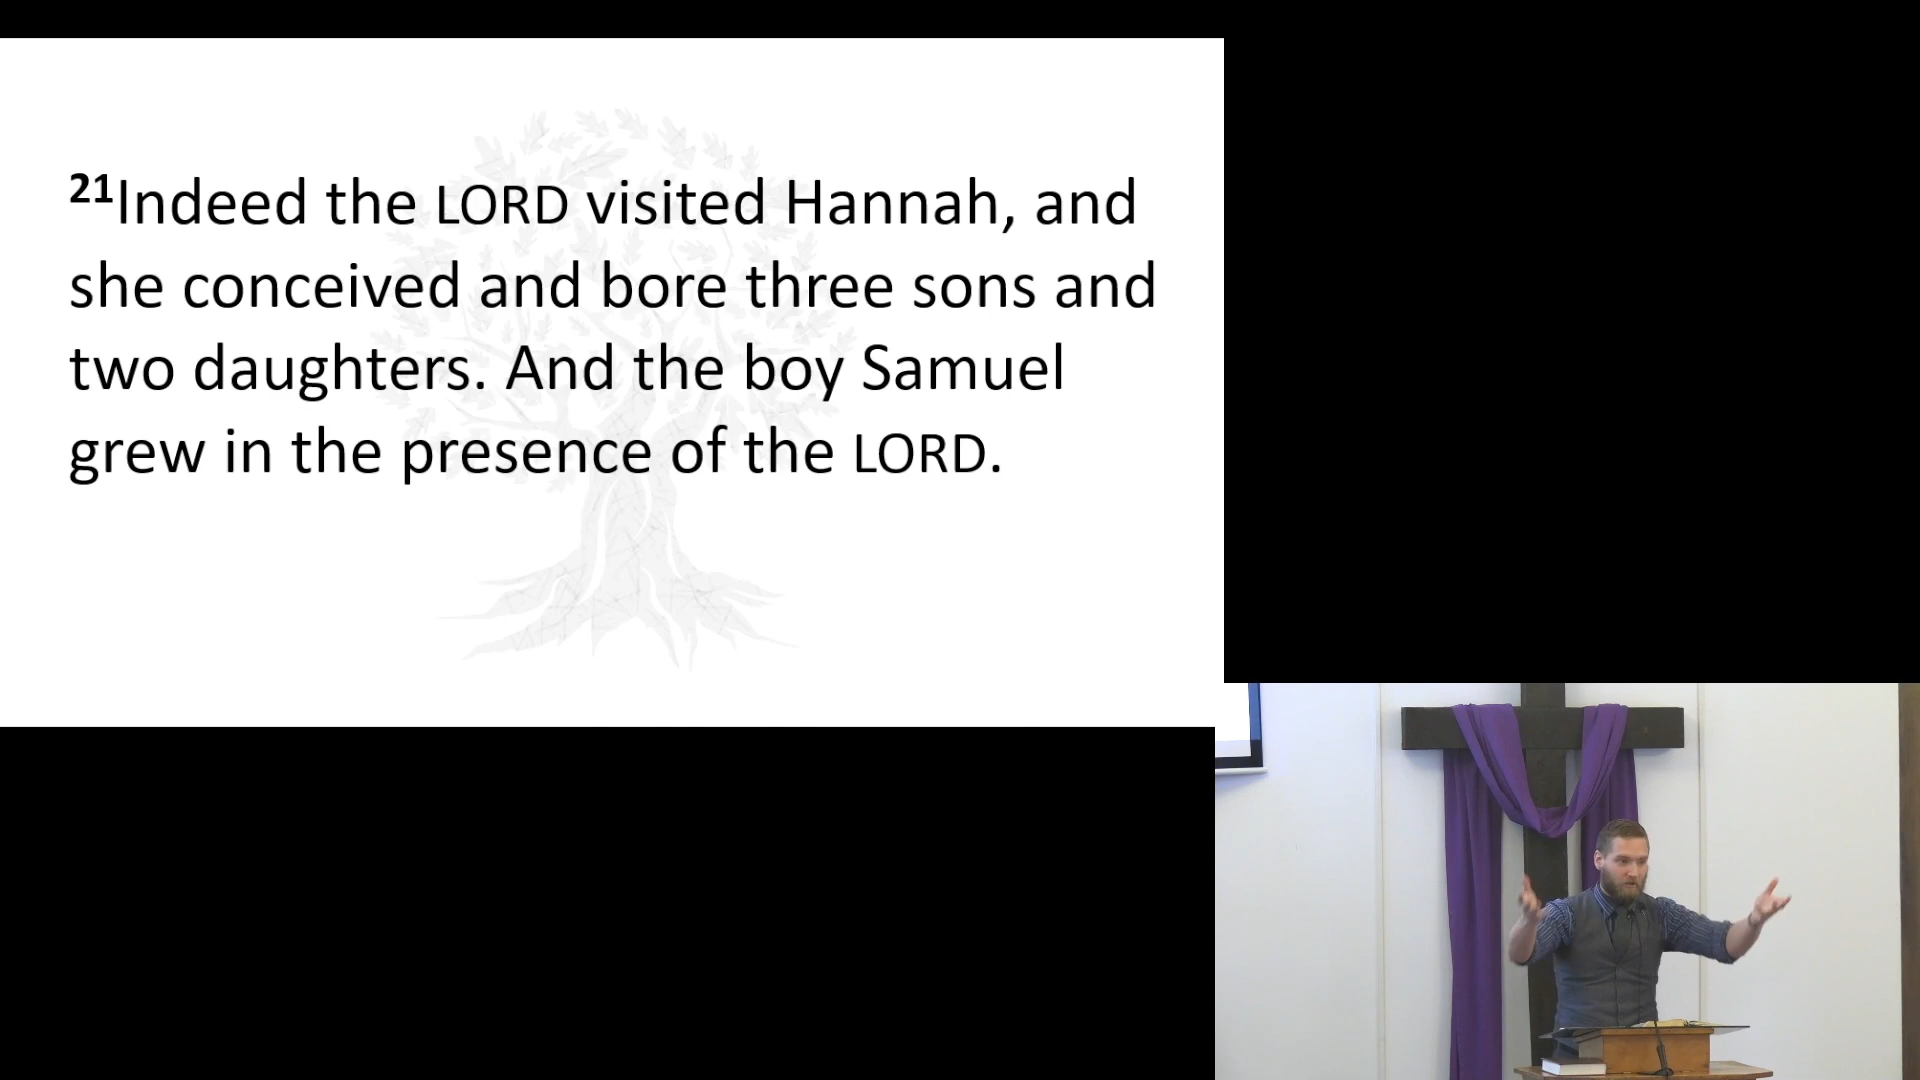 21Indeed the LORD visited Hannah, and
she conceived and bore three sons and
two daughters. And the boy Samuel
grew in the presence of the LORD.